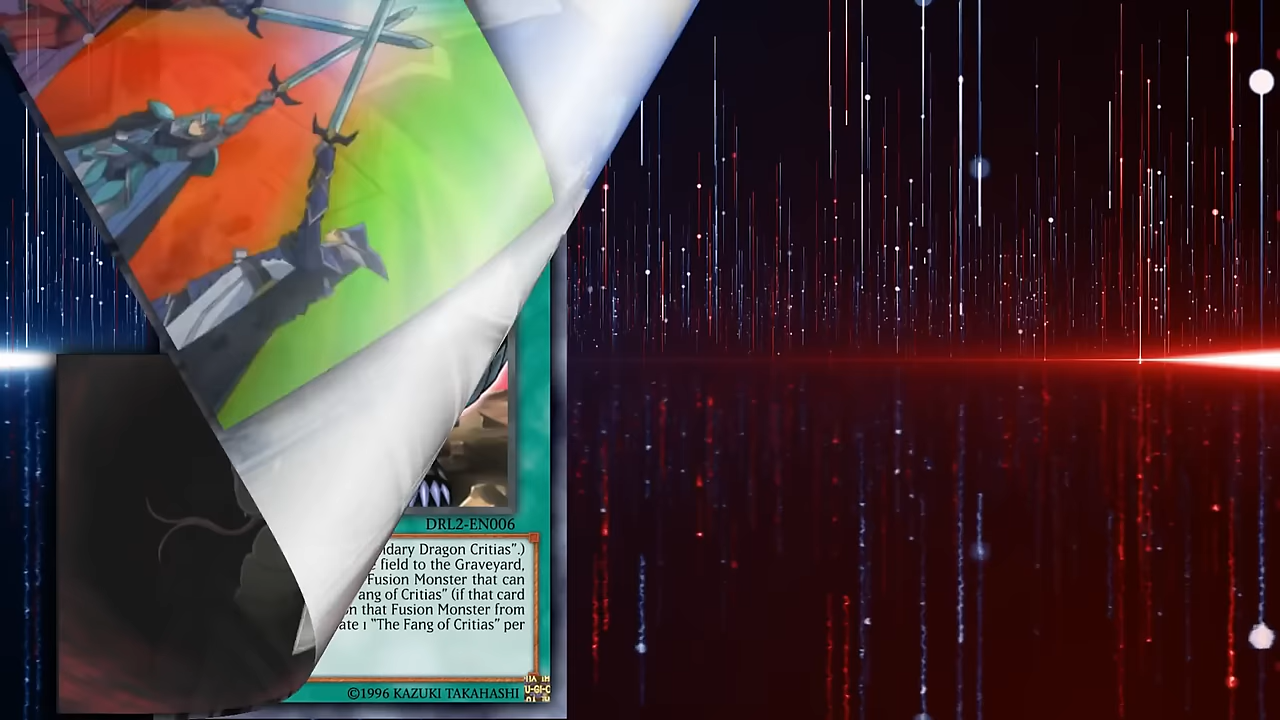 DRL2-EN006
ndary Dragon Critias".)
field to the Graveyard,
Fusion Monster that can
ang of Critias" (if that card
n that Fusion Monster from
ate 1 "The Fang of Critias" per
©1996 KAZUKI TAKAHASHI